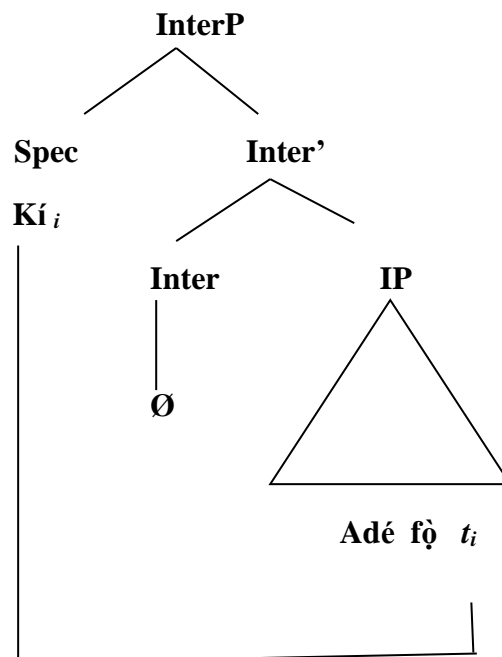 InterP
Spec Inter’
Kí i
Inter IP
Ø
Adé fọ̀ ti